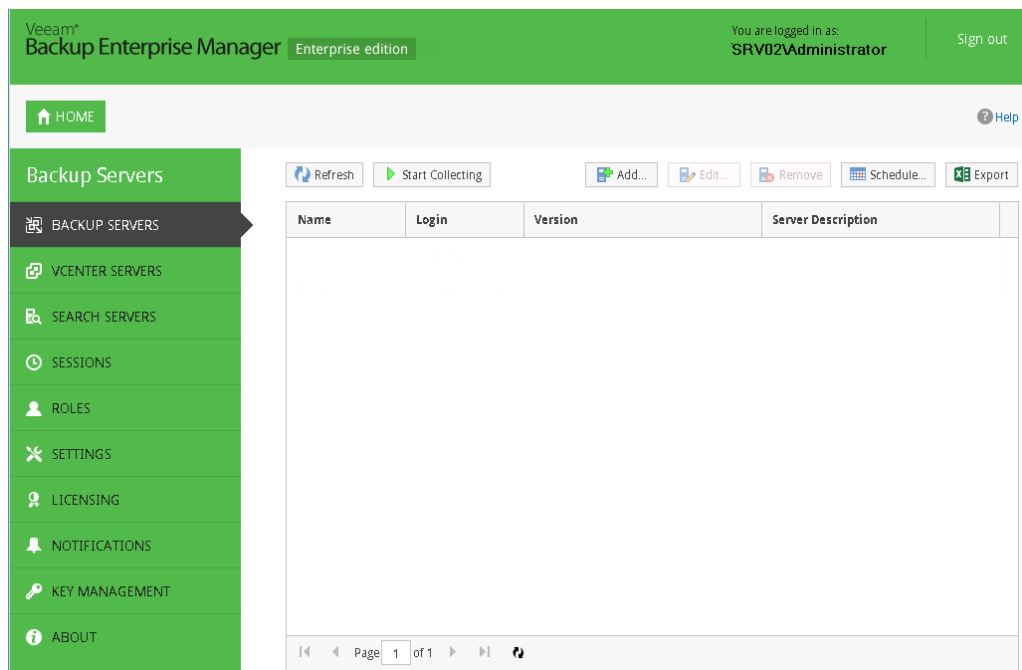 Veeam®
Backup Enterprise Manager Enterprise edition
You are logged in as:
SRV02\Administrator
Sign out
HOME
Help
Backup Servers
Refresh Start Collecting Add... Edit... Remove Schedule... Export
Name Login Version Server Description
BACKUP SERVERS
VCENTER SERVERS
SEARCH SERVERS
SESSIONS
ROLES
SETTINGS
LICENSING
NOTIFICATIONS
KEY MANAGEMENT
ABOUT
Page 1 of 1